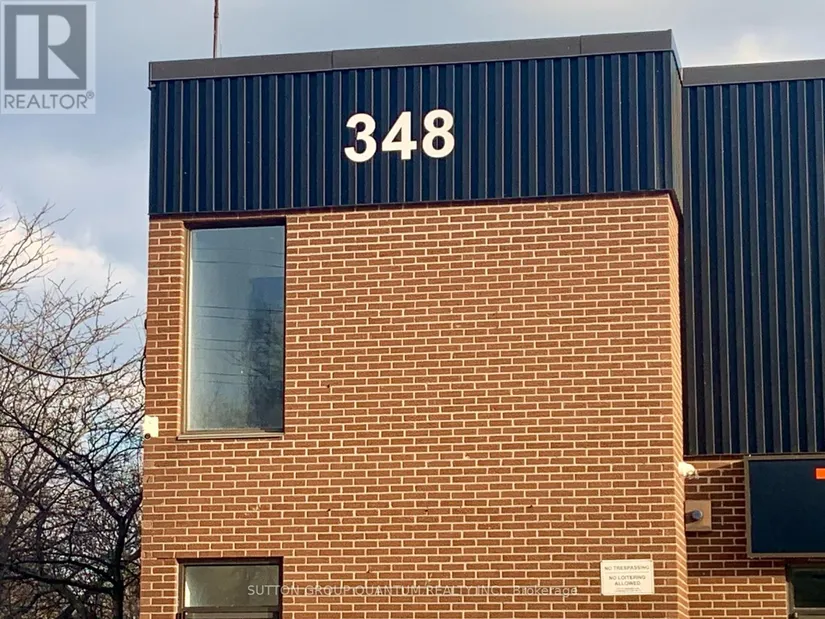 R
REALTOR®
348
NO TRESPASSING
NO LOITERING
ALLOWED
SUTTON GROUP QUANTUM REALTY INC., Brokerage